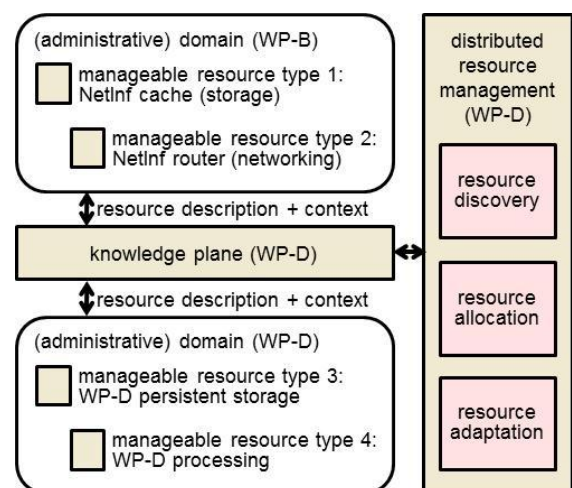 (administrative) domain (WP-B)
manageable resource type 1:
NetInf cache (storage)
manageable resource type 2:
NetInf router (networking)
resource description + context
knowledge plane (WP-D)
resource description + context
(administrative) domain (WP-D)
manageable resource type 3:
WP-D persistent storage
manageable resource type 4:
WP-D processing
distributed
resource
management
(WP-D)
resource
discovery
resource
allocation
resource
adaptation